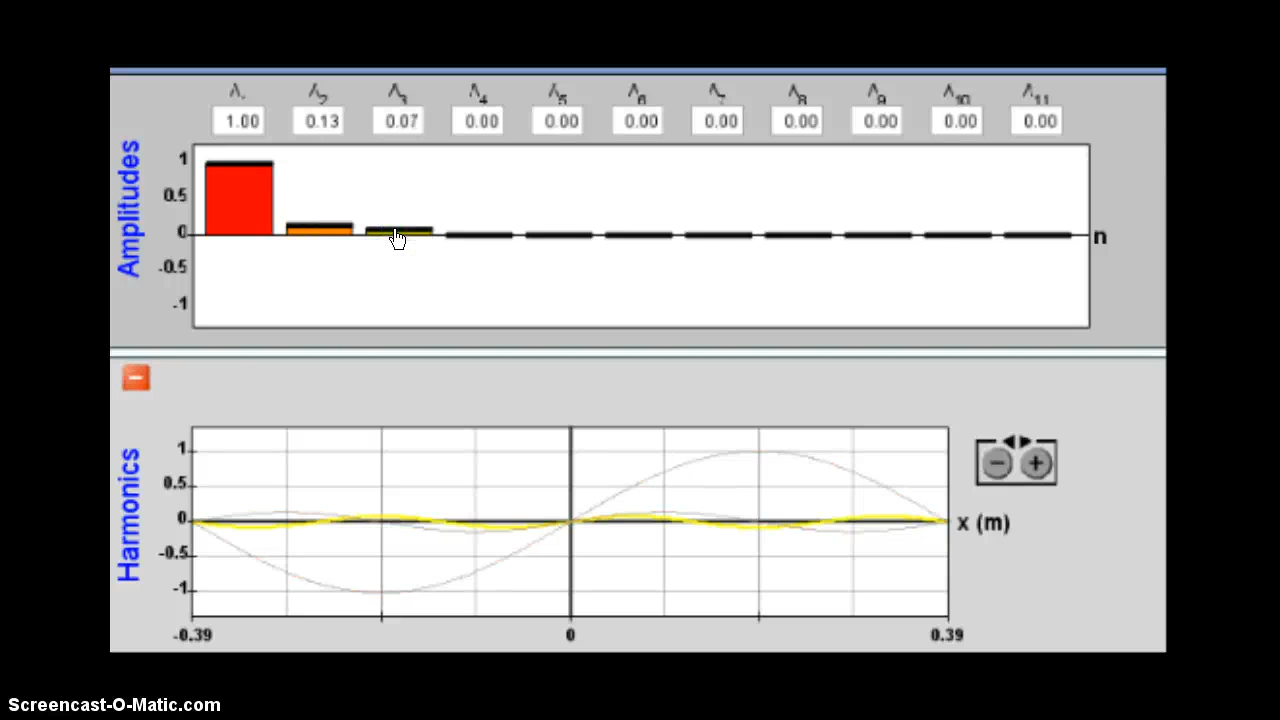 A1 A2 A3 A4 A5 A6 A7 A8 A9 A10 A11
1.00 0.13 0.07 0.00 0.00 0.00 0.00 0.00 0.00 0.00 0.00
Amplitudes
1
0.5
0
-0.5
-1
n
Harmonics
1
0.5
0
-0.5
-1
x (m)
-0.39 0 0.39
Screencast-O-Matic.com